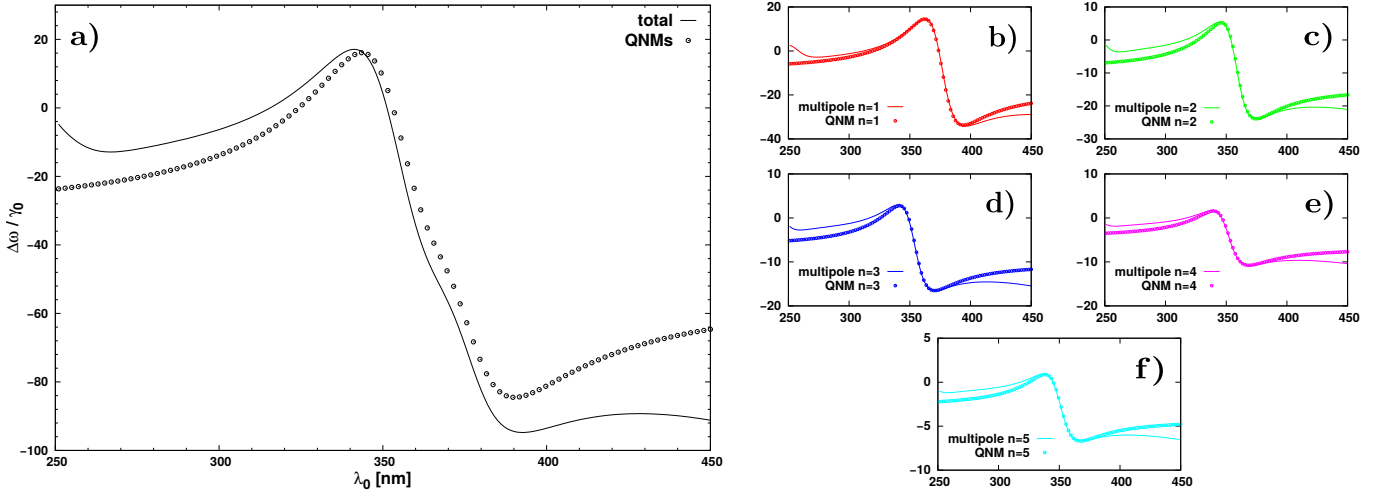 a)
total
QNMs
20
0
−20
−40
−60
−80
−100
Δω / γ0
250
300
350
400
450
λ0 [nm]
b)
20
0
−20
−40
multipole n=1
QNM n=1
250
300
350
400
450
c)
10
0
−10
−20
−30
multipole n=2
QNM n=2
250
300
350
400
450
d)
10
0
−10
−20
multipole n=3
QNM n=3
250
300
350
400
450
e)
10
0
−10
−20
multipole n=4
QNM n=4
250
300
350
400
450
f)
5
0
−5
−10
multipole n=5
QNM n=5
250
300
350
400
450